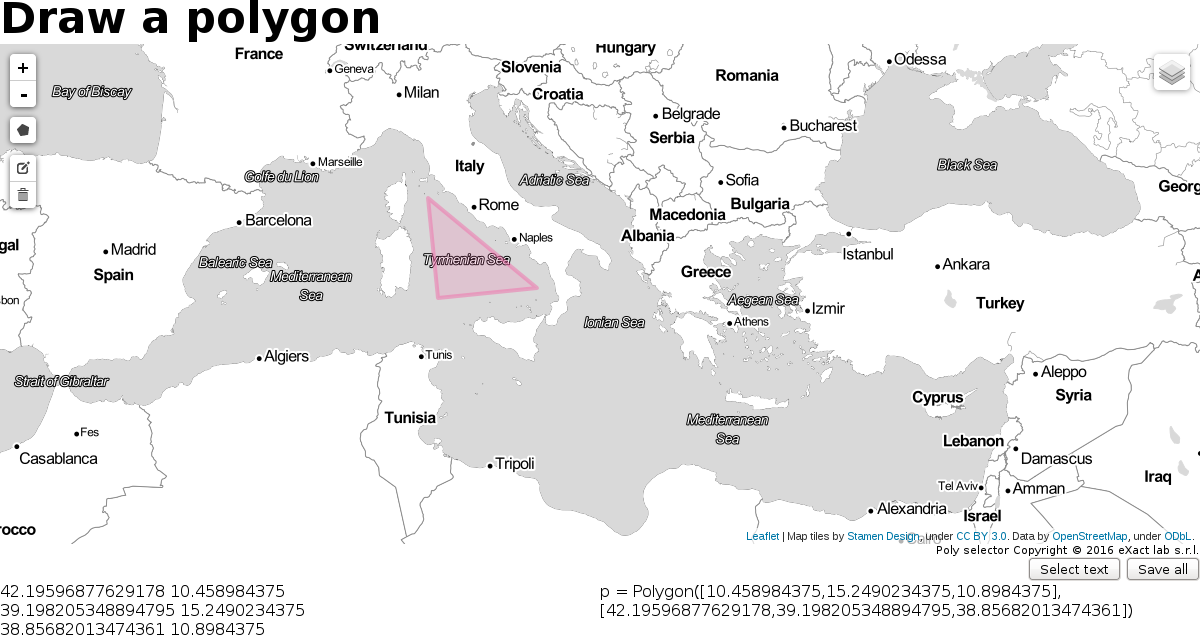 Draw a polygon
France
Switzerland
Hungary
Geneva
Slovenia
Odessa
+
-
Bay of Biscay
Milan
Croatia
Romania
Belgrade
Bucharest
Serbia
Marseille
Italy
Black Sea
Golfe du Lion
Adriatic Sea
Sofia
Georg
Rome
Bulgaria
Macedonia
Barcelona
Naples
Albania
gal
Madrid
Istanbul
Balearic Sea
Tyrrhenian Sea
Ankara
Spain
Mediterranean
Sea
Greece
bon
Aegean Sea
Izmir
Turkey
Ionian Sea
Athens
Algiers
Tunis
Strait of Gibraltar
Aleppo
Syria
Cyprus
Tunisia
Mediterranean
Sea
Fes
Lebanon
Casablanca
Damascus
Tripoli
Iraq
Tel Aviv
Amman
Alexandria
Israel
rocco
Leaflet | Map tiles by Stamen Design, under CC BY 3.0. Data by OpenStreetMap, under ODbL.
Cairo
Poly selector Copyright © 2016 eXact lab s.r.l.
Select text
Save all
42.19596877629178 10.458984375
39.198205348894795 15.2490234375
38.85682013474361 10.8984375
p = Polygon([10.458984375,15.2490234375,10.8984375],
[42.19596877629178,39.198205348894795,38.85682013474361])